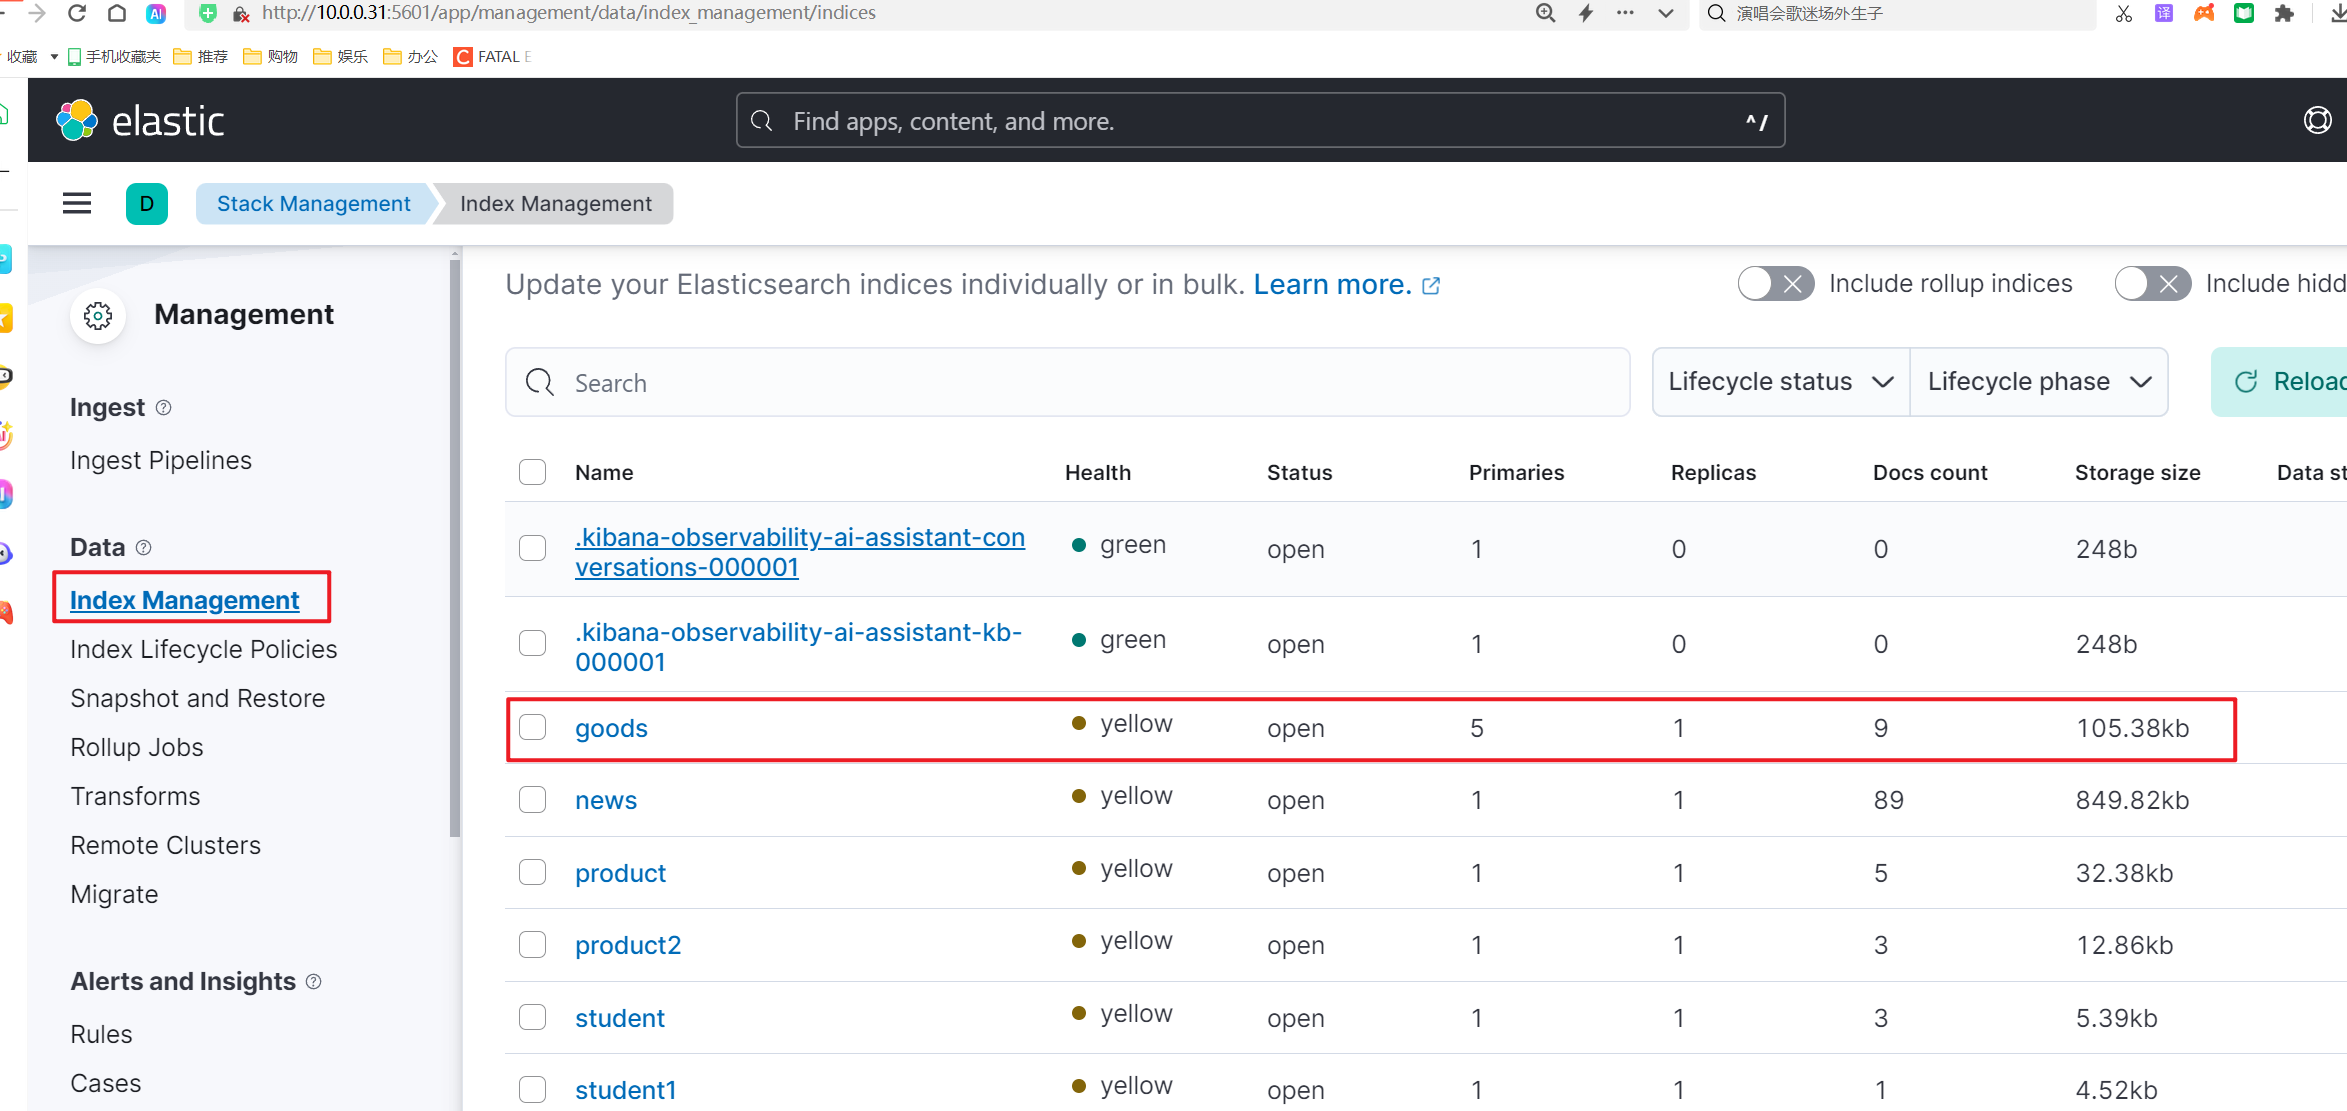 http://10.0.0.31:5601/app/management/data/index_management/indices
演唱会歌迷场外生子
收藏 手机收藏夹 推荐 购物 娱乐 办公 FATAL E
elastic
Find apps, content, and more. ^/
D Stack Management Index Management
Management
Update your Elasticsearch indices individually or in bulk. Learn more.
Include rollup indices
Include hidd
Search
Lifecycle status
Lifecycle phase
Reload
Ingest
Ingest Pipelines
Data
Index Management
Index Lifecycle Policies
Snapshot and Restore
Rollup Jobs
Transforms
Remote Clusters
Migrate
Alerts and Insights
Rules
Cases
Name Health Status Primaries Replicas Docs count Storage size Data st
.kibana-observability-ai-assistant-con
versations-000001 green open 1 0 0 248b
.kibana-observability-ai-assistant-kb-
000001 green open 1 0 0 248b
goods yellow open 5 1 9 105.38kb
news yellow open 1 1 89 849.82kb
product yellow open 1 1 5 32.38kb
product2 yellow open 1 1 3 12.86kb
student yellow open 1 1 3 5.39kb
student1 yellow open 1 1 1 4.52kb